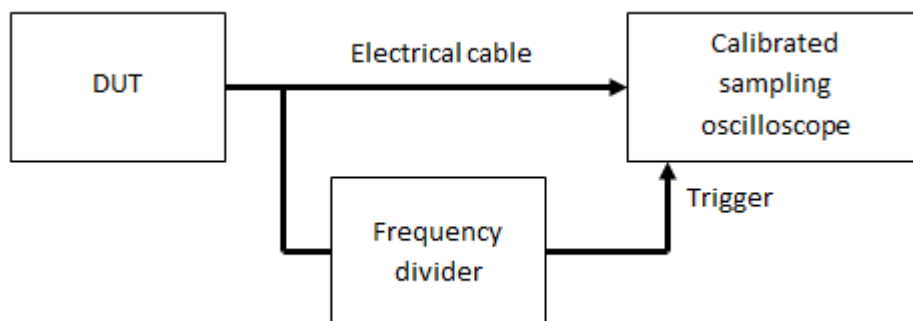 DUT
Electrical cable
Calibrated
sampling
oscilloscope
Trigger
Frequency
divider